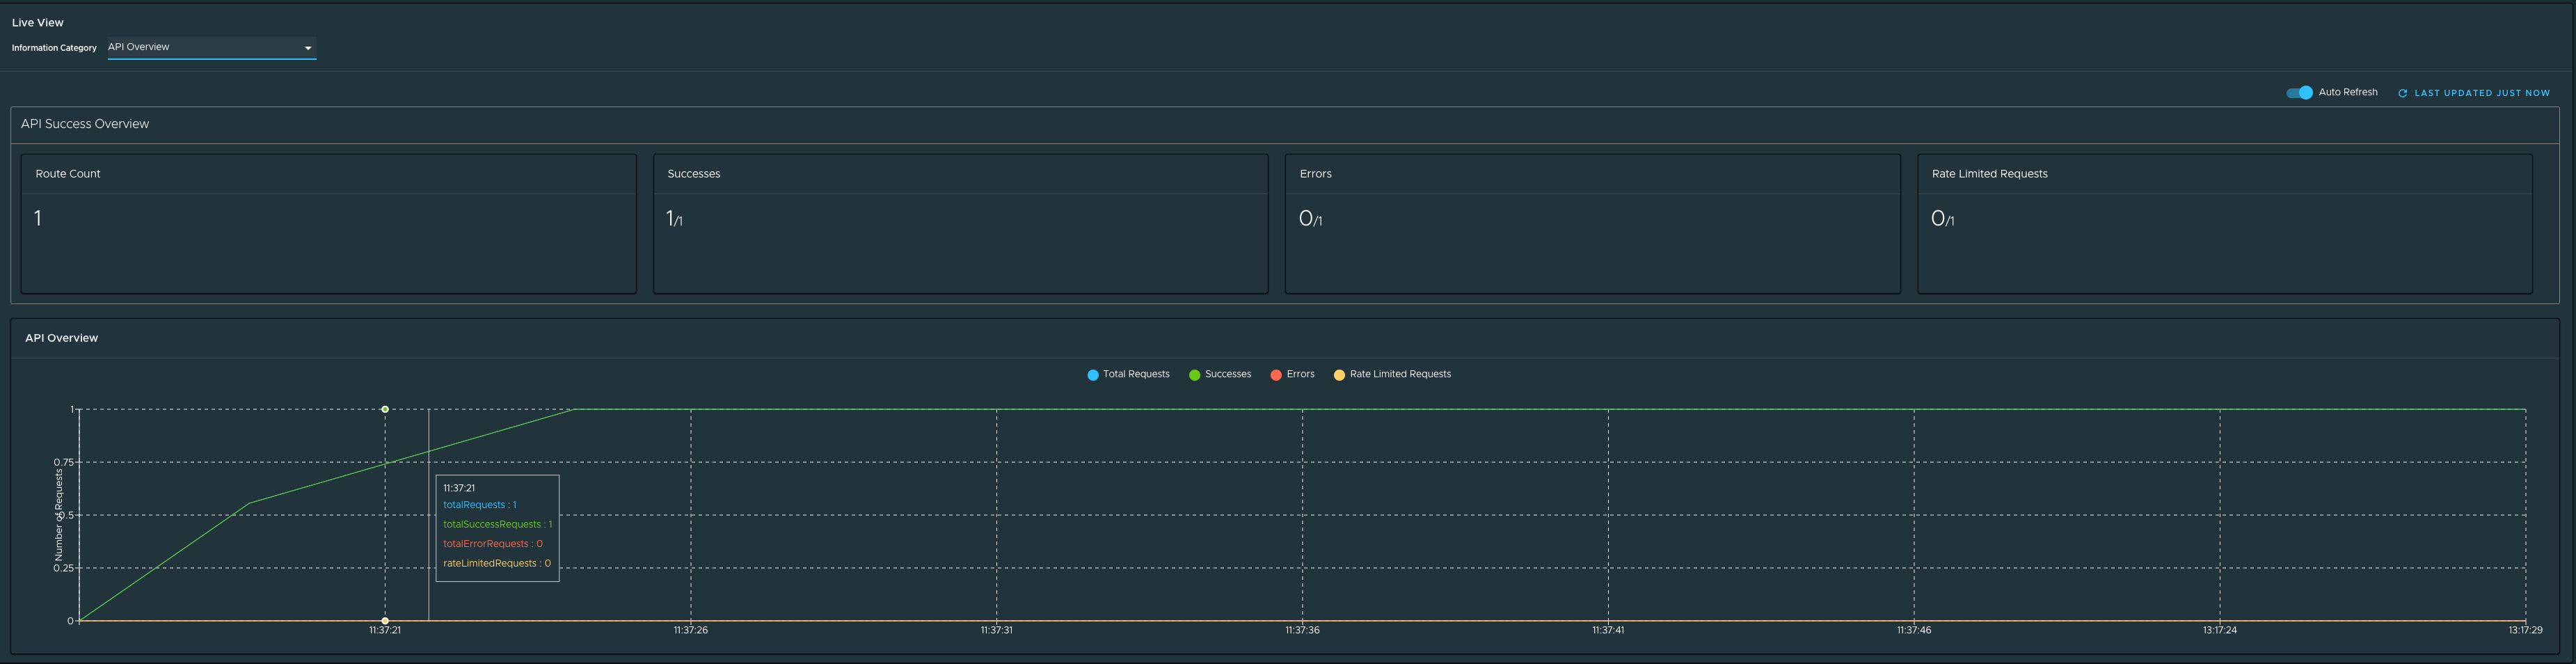 Live View
Information Category API Overview
Auto Refresh LAST UPDATED JUST NOW
API Success Overview
Route Count
1
Successes
1/1
Errors
0/1
Rate Limited Requests
0/1
API Overview
Total Requests Successes Errors Rate Limited Requests
Number of Requests
1
0.75
0.5
0.25
0
11:37:21
totalRequests : 1
totalSuccessRequests : 1
totalErrorRequests : 0
rateLimitedRequests : 0
11:37:21 11:37:26 11:37:31 11:37:36 11:37:41 11:37:46 13:17:24 13:17:29